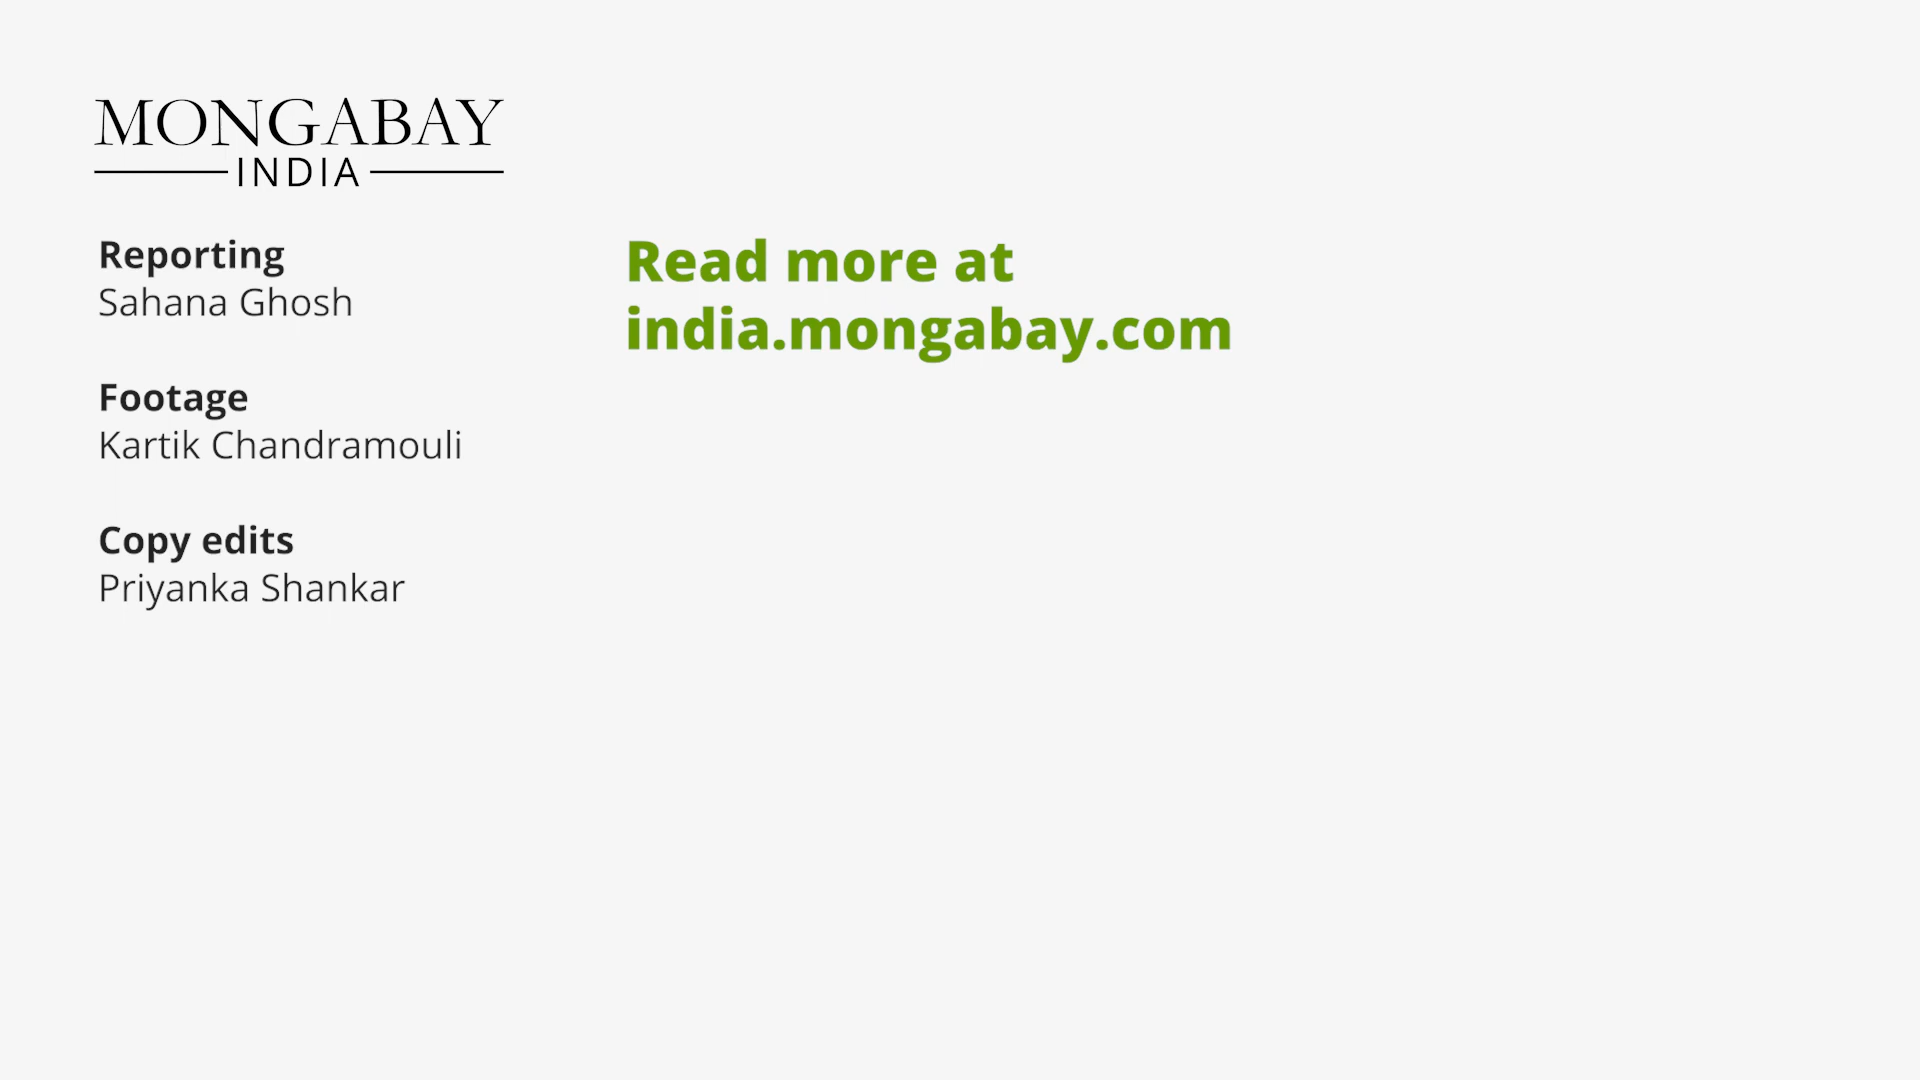 MONGABAY
INDIA
Reporting
Sahana Ghosh
Footage
Kartik Chandramouli
Copy edits
Priyanka Shankar
Read more at
india.mongabay.com